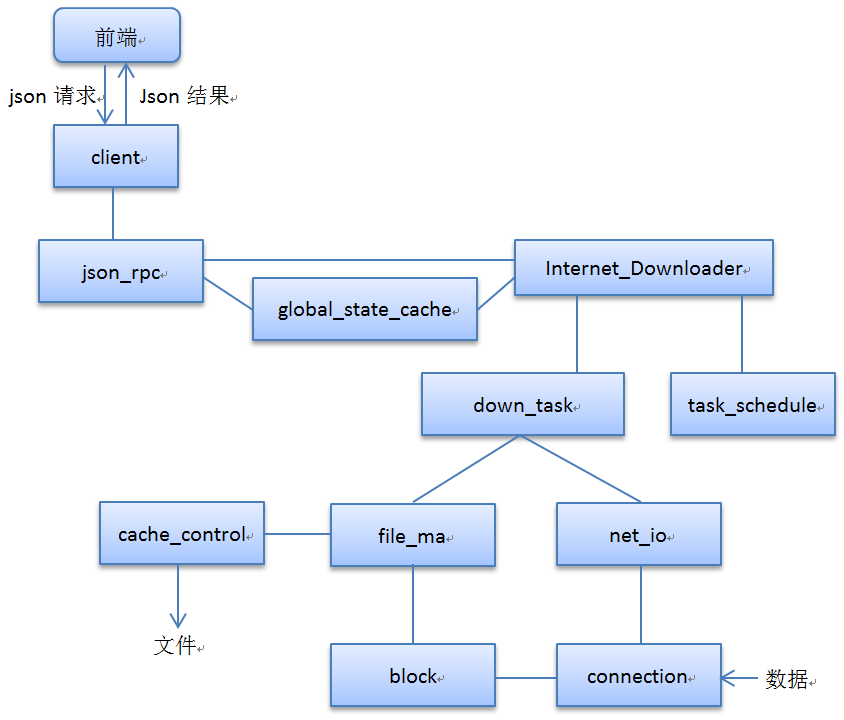 前端
json 请求
Json 结果
client
json_rpc
Internet_Downloader
global_state_cache
down_task
task_schedule
cache_control
file_ma
net_io
文件
block
connection
数据